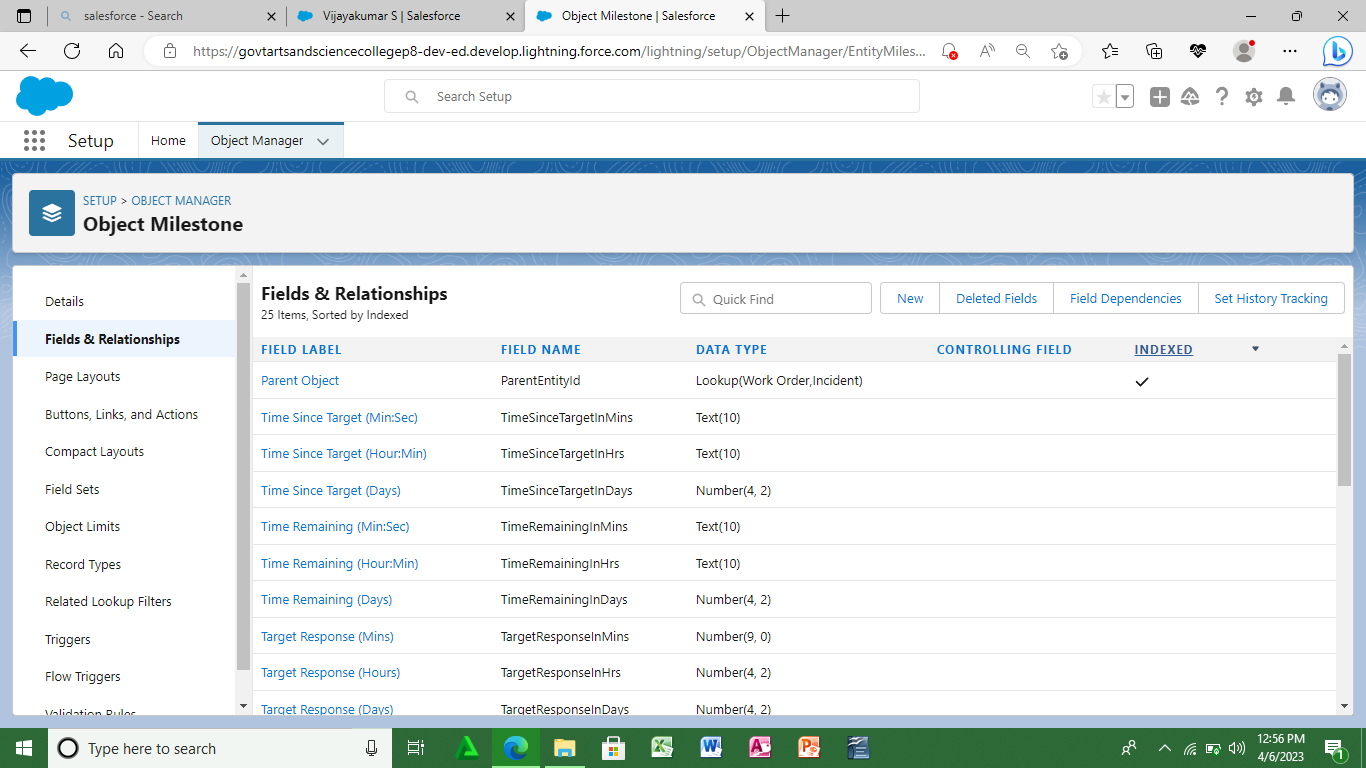 salesforce - Search
Vijayakumar S | Salesforce
Object Milestone | Salesforce
https://govtartsandsciencecollegep8-dev-ed.develop.lightning.force.com/lightning/setup/ObjectManager/EntityMiles...
Search Setup
Setup
Home
Object Manager
SETUP > OBJECT MANAGER
Object Milestone
Details
Fields & Relationships
Page Layouts
Buttons, Links, and Actions
Compact Layouts
Field Sets
Object Limits
Record Types
Related Lookup Filters
Triggers
Flow Triggers
Validation Rules
Fields & Relationships
25 Items, Sorted by Indexed
Quick Find
New
Deleted Fields
Field Dependencies
Set History Tracking
FIELD LABEL FIELD NAME DATA TYPE CONTROLLING FIELD INDEXED
Parent Object ParentEntityId Lookup(Work Order,Incident)
Time Since Target (Min:Sec) TimeSinceTargetInMins Text(10)
Time Since Target (Hour:Min) TimeSinceTargetInHrs Text(10)
Time Since Target (Days) TimeSinceTargetInDays Number(4, 2)
Time Remaining (Min:Sec) TimeRemainingInMins Text(10)
Time Remaining (Hour:Min) TimeRemainingInHrs Text(10)
Time Remaining (Days) TimeRemainingInDays Number(4, 2)
Target Response (Mins) TargetResponseInMins Number(9, 0)
Target Response (Hours) TargetResponseInHrs Number(4, 2)
Target Response (Days) TargetResponseInDays Number(4, 2)
Type here to search
12:56 PM
4/6/2023
1